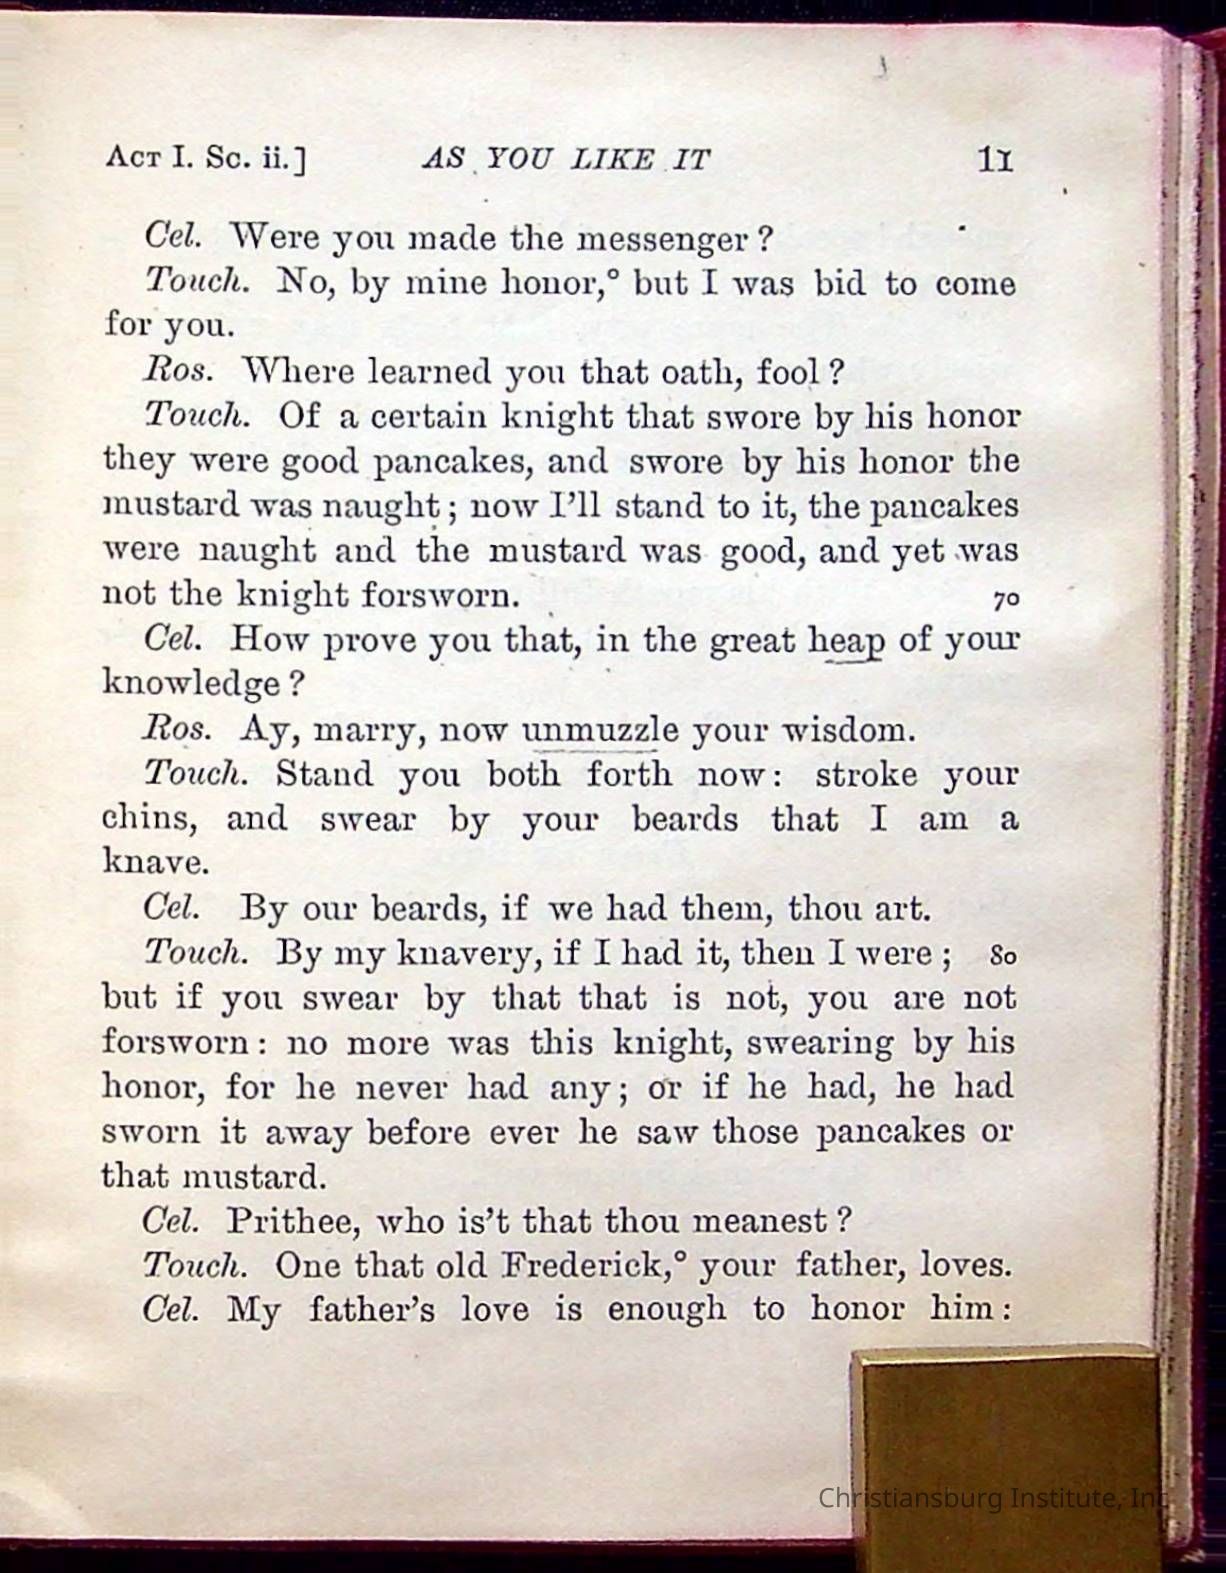 ACT I. Sc. ii.] AS YOU LIKE IT 11
Cel. Were you made the messenger?
Touch. No, by mine honor,° but I was bid to come
for you.
Ros. Where learned you that oath, fool?
Touch. Of a certain knight that swore by his honor
they were good pancakes, and swore by his honor the
mustard was naught; now I'll stand to it, the pancakes
were naught and the mustard was good, and yet was
not the knight forsworn. 70
Cel. How prove you that, in the great heap of your
knowledge?
Ros. Ay, marry, now unmuzzle your wisdom.
Touch. Stand you both forth now: stroke your
chins, and swear by your beards that I am a
knave.
Cel. By our beards, if we had them, thou art.
Touch. By my knavery, if I had it, then I were; 80
but if you swear by that that is not, you are not
forsworn: no more was this knight, swearing by his
honor, for he never had any; or if he had, he had
sworn it away before ever he saw those pancakes or
that mustard.
Cel. Prithee, who is't that thou meanest?
Touch. One that old Frederick,° your father, loves.
Cel. My father's love is enough to honor him:
Christiansburg Institute, Inc